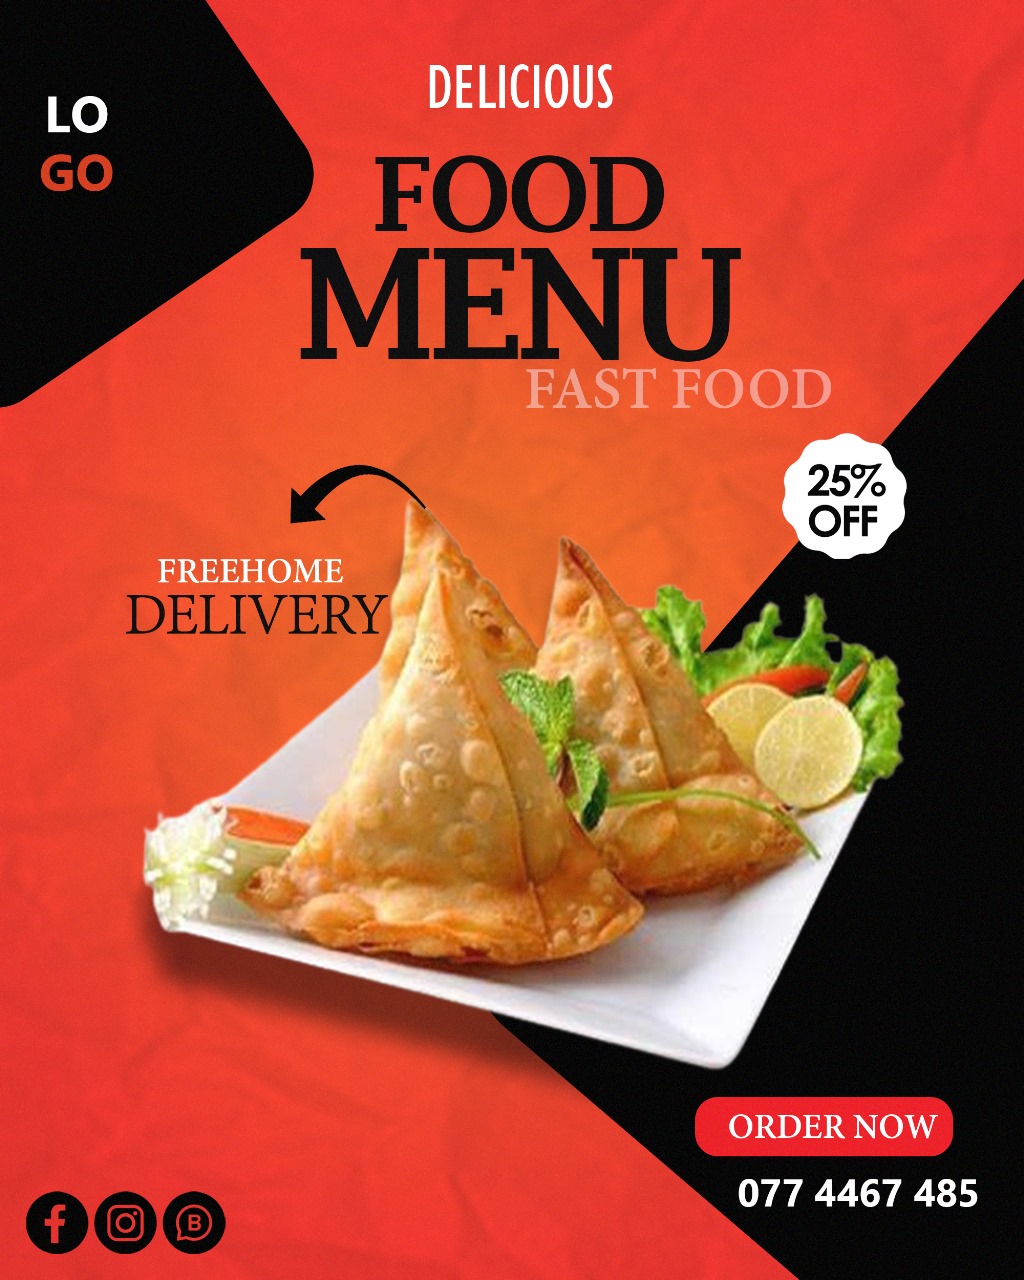 LO
GO
DELICIOUS
FOOD
MENU
FAST FOOD
25%
OFF
FREEHOME
DELIVERY
ORDER NOW
077 4467 485
B